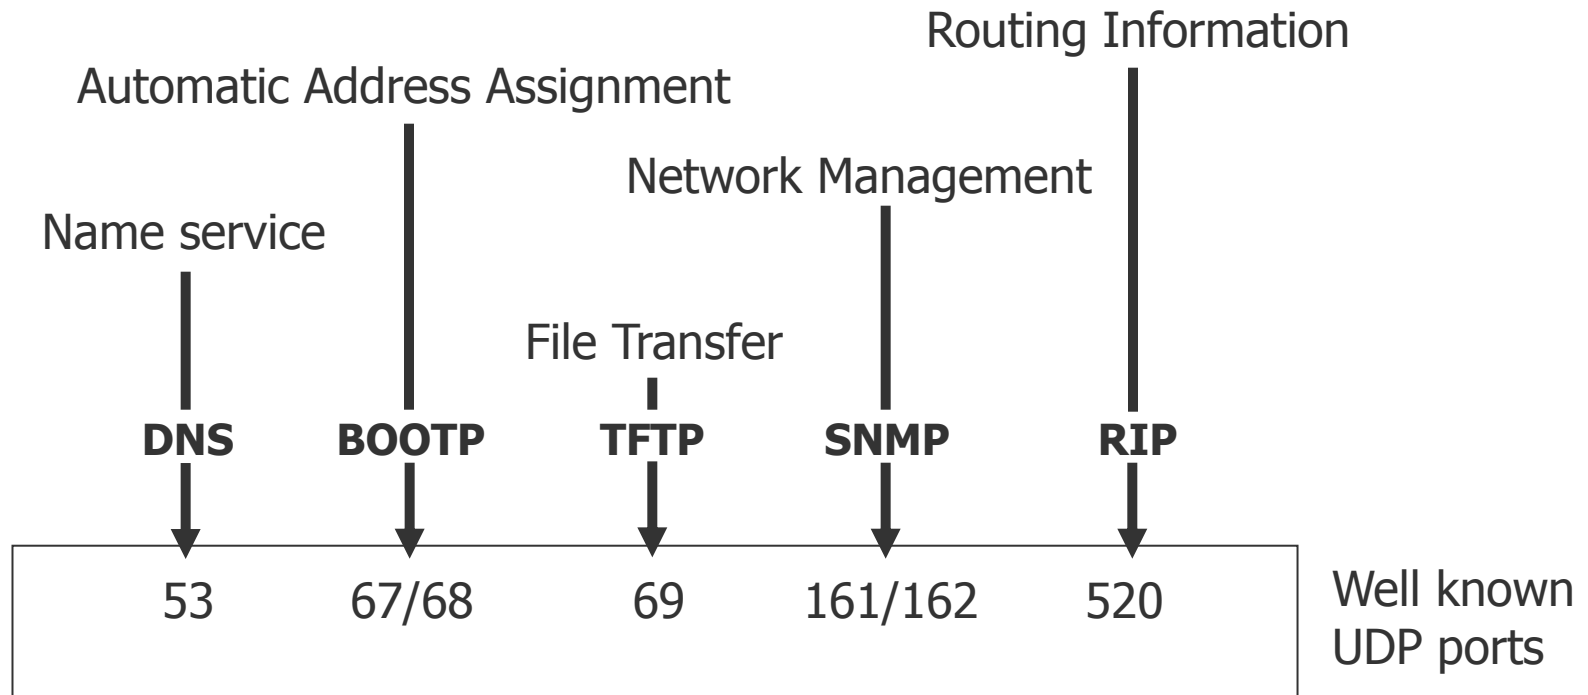 Routing Information
Automatic Address Assignment
Network Management
Name service
File Transfer
DNS BOOTP TFTP SNMP RIP
53 67/68 69 161/162 520
Well known
UDP ports